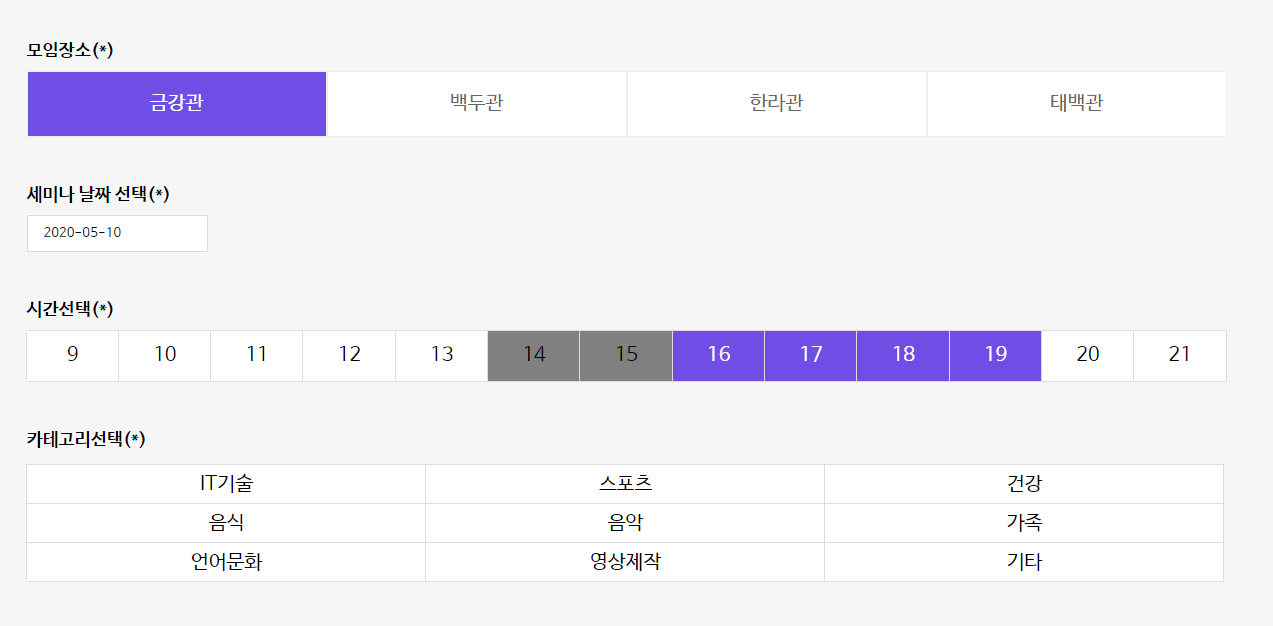 모임장소(*)
금강관 백두관 한라관 태백관
세미나 날짜 선택(*)
2020-05-10
시간선택(*)
9 10 11 12 13 14 15 16 17 18 19 20 21
카테고리선택(*)
IT기술 스포츠 건강
음식 음악 가족
언어문화 영상제작 기타